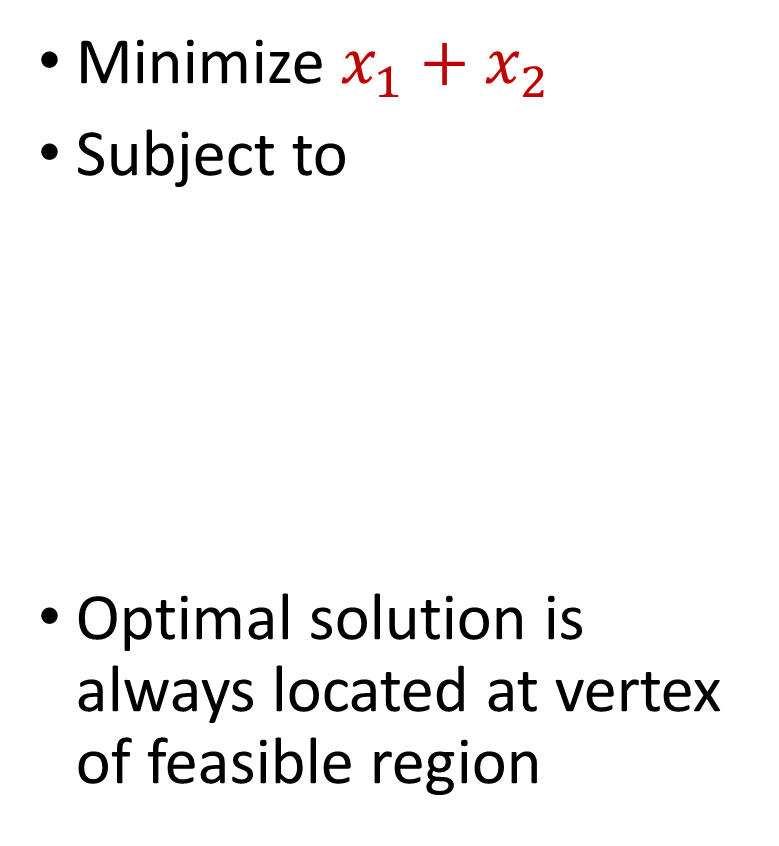 • Minimize x₁ + x₂
• Subject to
• Optimal solution is
always located at vertex
of feasible region